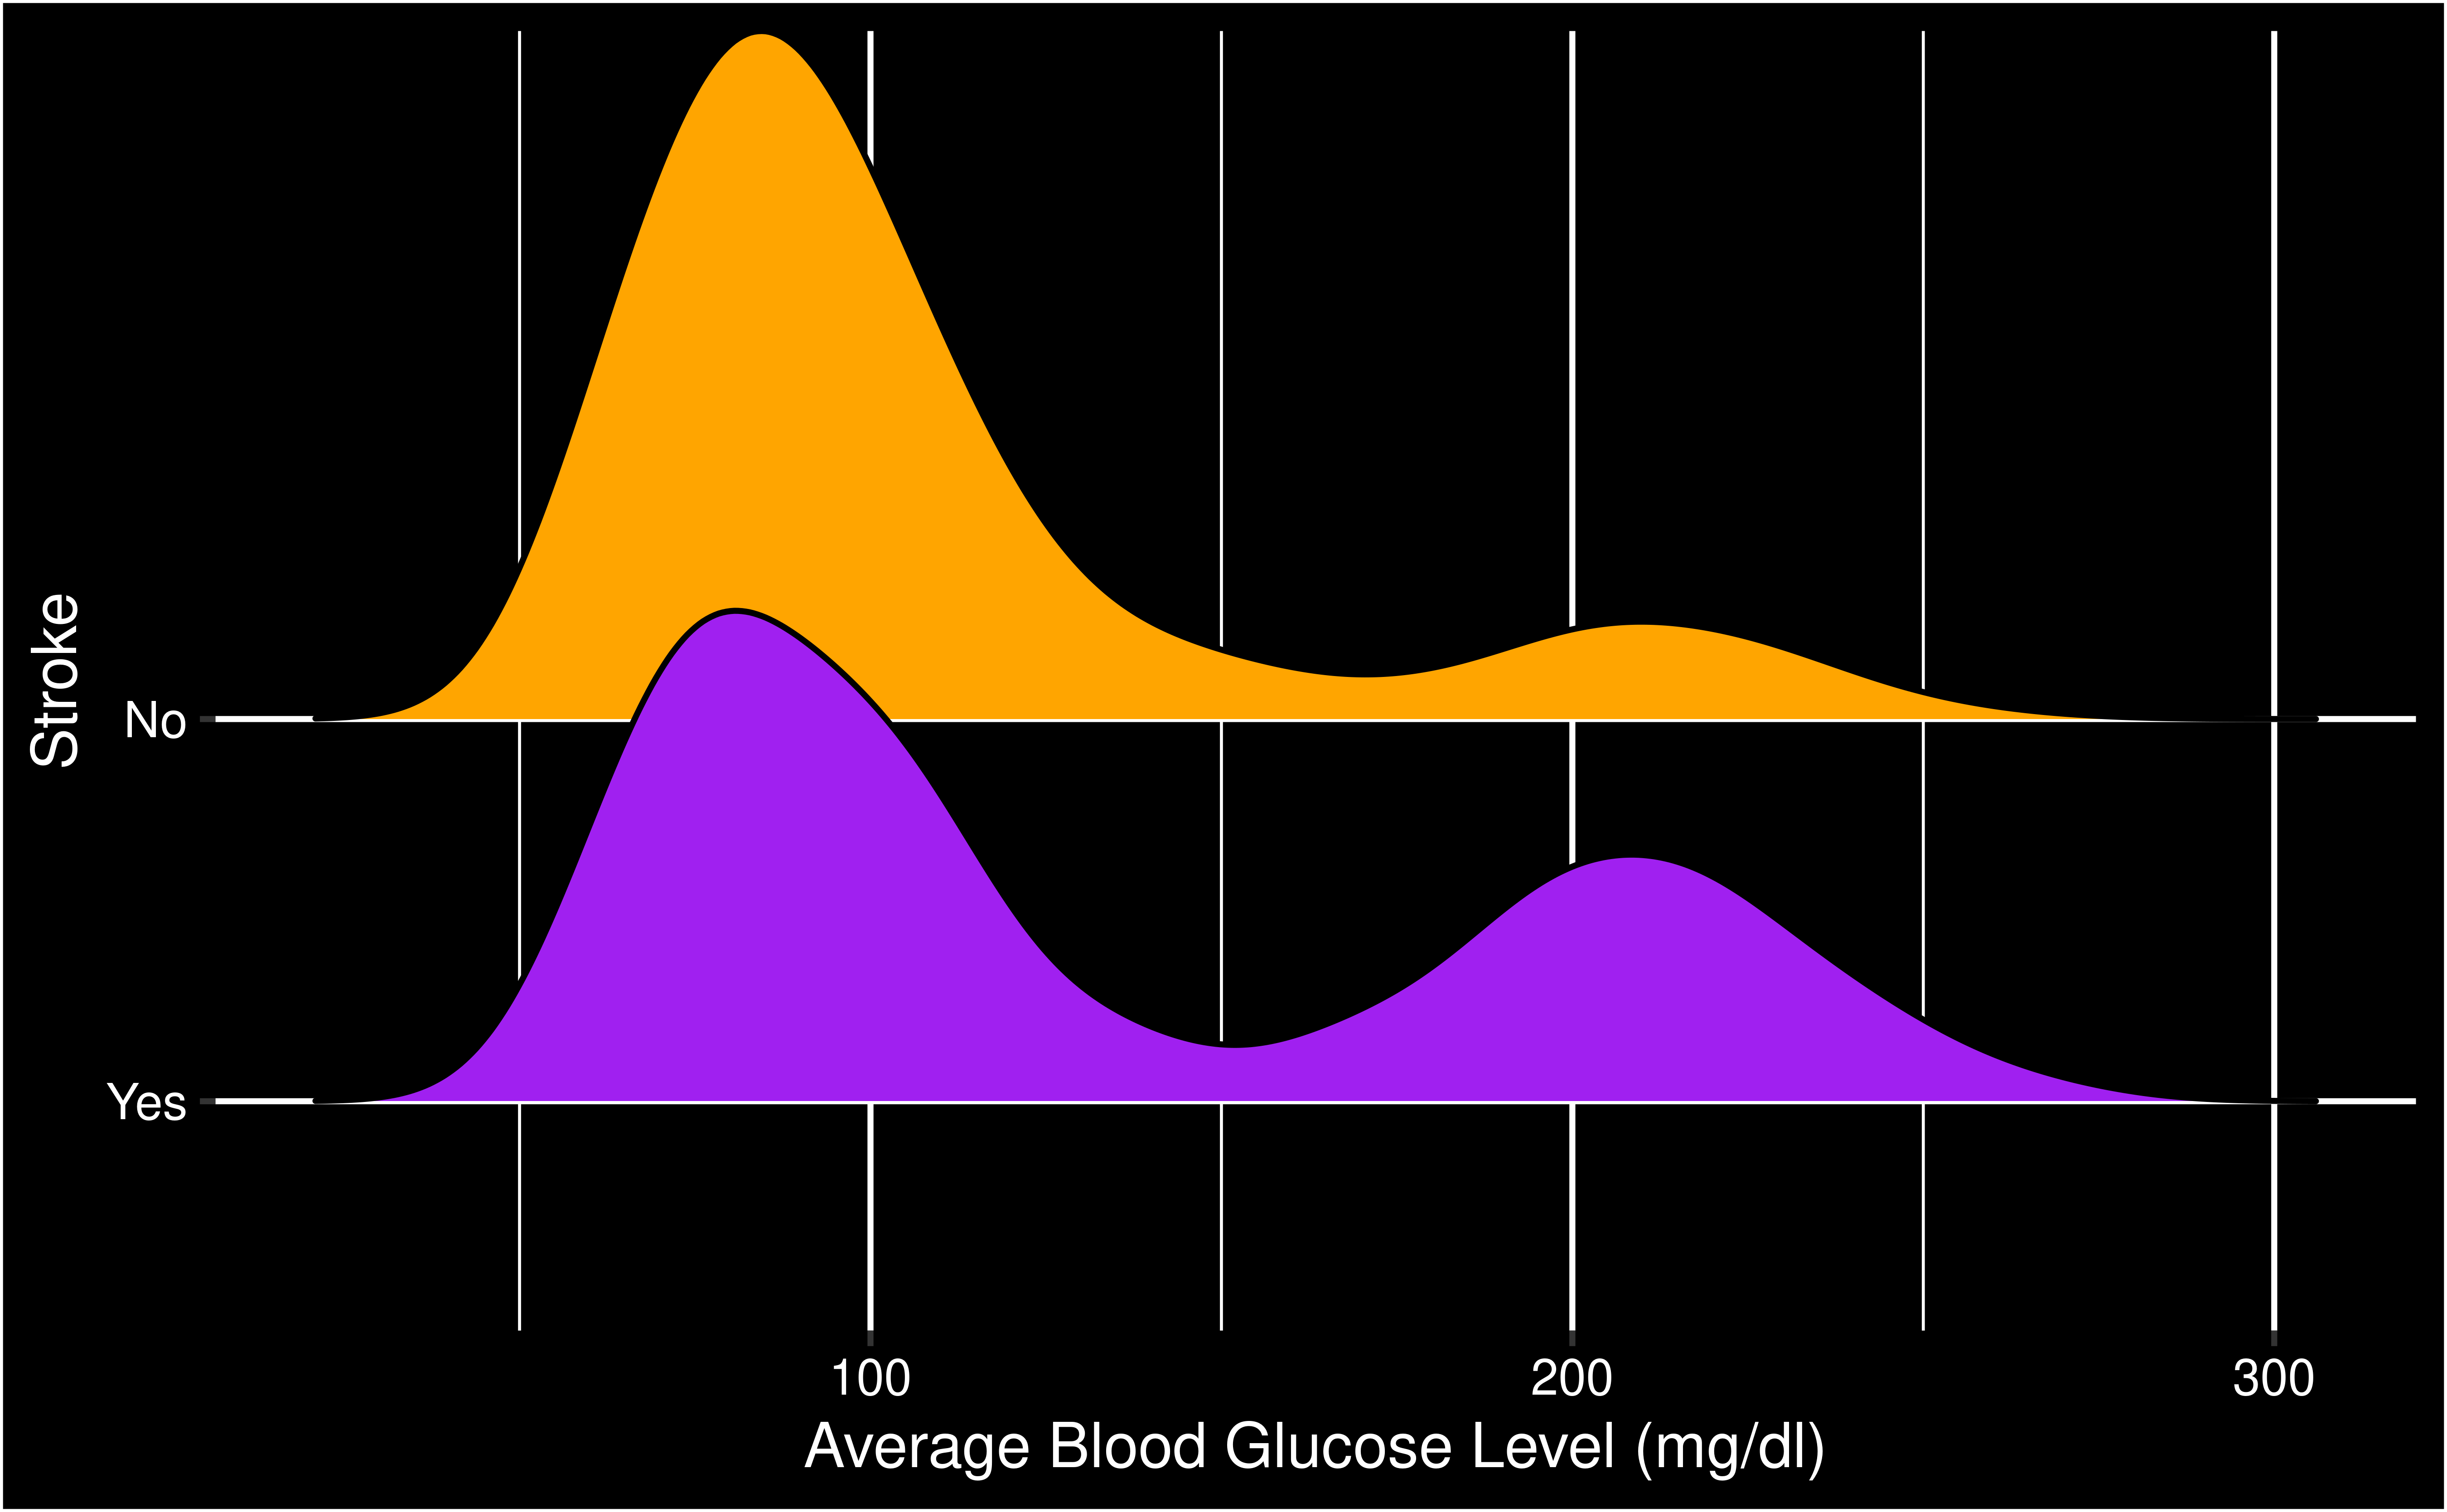 Stroke
No
Yes
100 200 300
Average Blood Glucose Level (mg/dl)